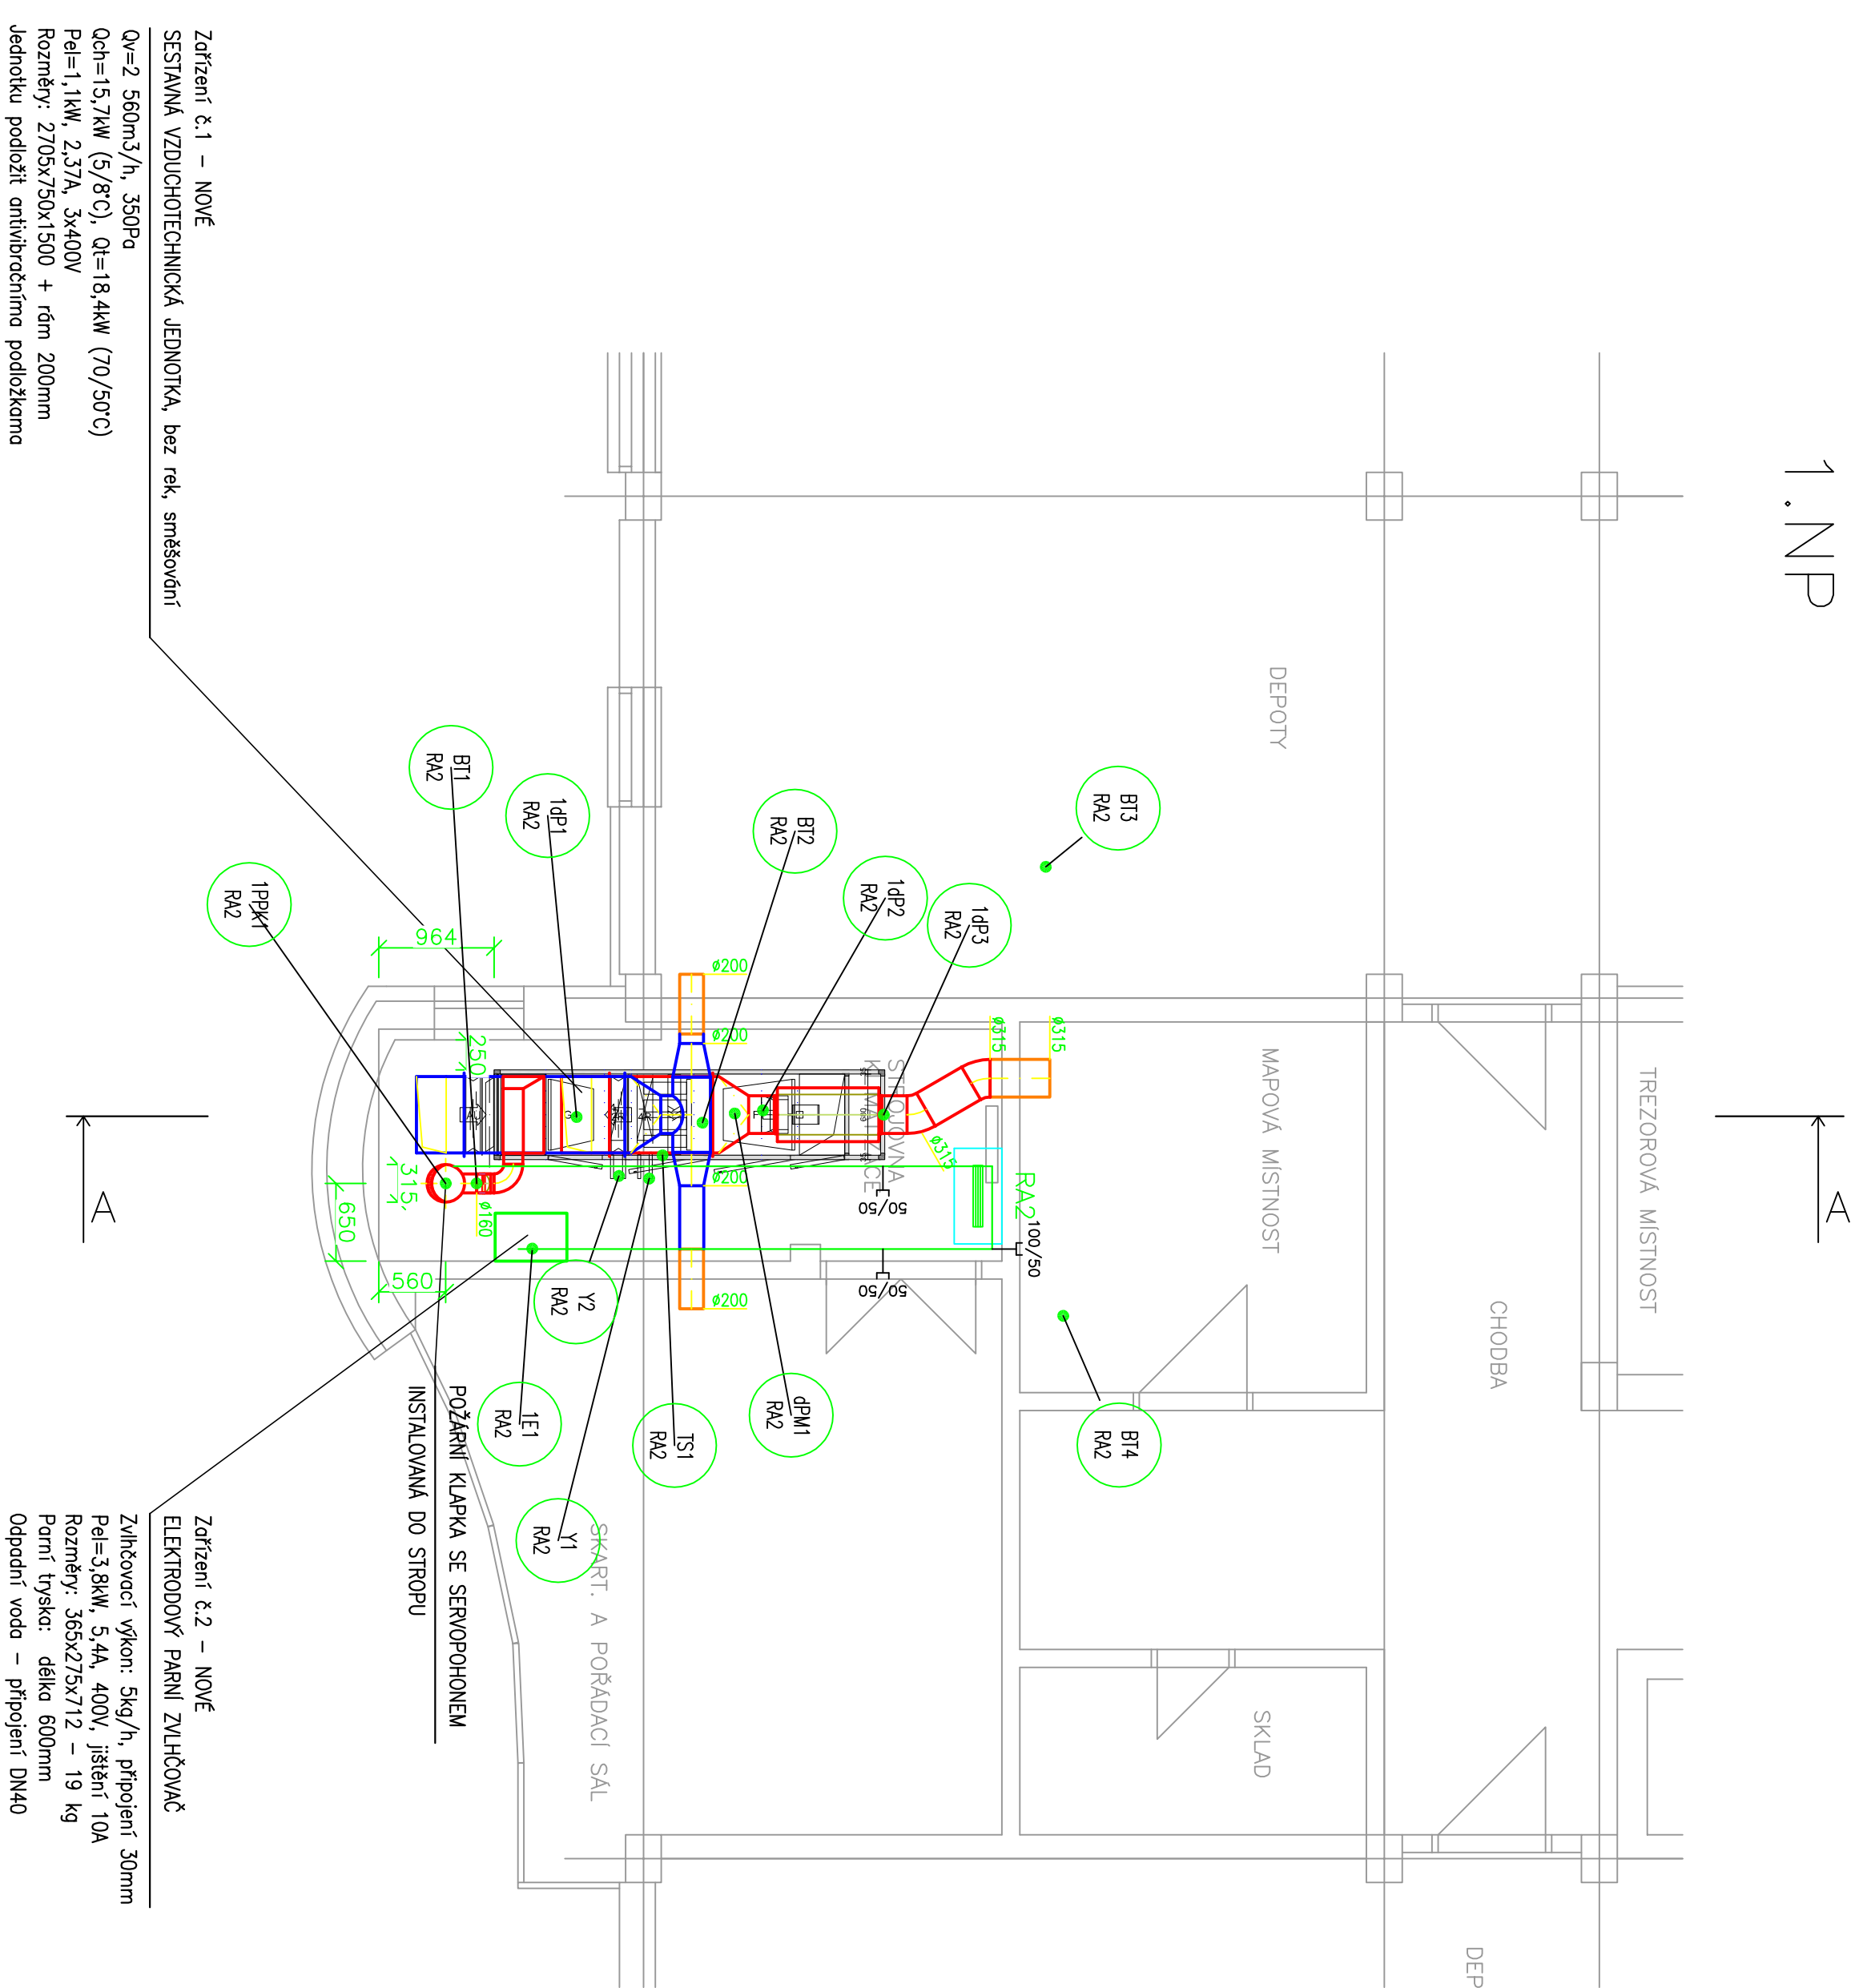 1.NP
A
A
TREZOROVÁ MÍSTNOST
CHODBA
DEP
DEPOTY
MAPOVÁ MÍSTNOST
SKLAD
BT3
RA2
BT4
RA2
ø315
ø315
ø315
RA2
100/50
50/50
50/50
1dP3
RA2
1dP2
RA2
STROJOVNA
KLIMATIZACE
BT2
RA2
dPM1
RA2
ø200
ø200
ø200
ø200
TS1
RA2
SKART. A POŘÁDACÍ SÁL
1dP1
RA2
Y2
RA2
Y1
RA2
1E1
RA2
BT1
RA2
964
250
ø160
315
560
650
POŽÁRNÍ KLAPKA SE SERVOPOHONEM
INSTALOVANÁ DO STROPU
1PPK1
RA2
Zařízení č.1 – NOVÉ
SESTAVNÁ VZDUCHOTECHNICKÁ JEDNOTKA, bez rek, směšování
Qv=2 560m3/h, 350Pa
Qch=15,7kW (5/8°C), Qt=18,4kW (70/50°C)
Pel=1,1kW, 2,37A, 3x400V
Rozměry: 2705x750x1500 + rám 200mm
Jednotku podložit antivibračníma podložkama
Zařízení č.2 – NOVÉ
ELEKTRODOVÝ PARNÍ ZVLHČOVAČ
Zvlhčovací výkon: 5kg/h, připojení 30mm
Pel=3,8kW, 5,4A, 400V, jištění 10A
Rozměry: 365x275x712 – 19 kg
Parní tryska: délka 600mm
Odpadní voda – připojení DN40